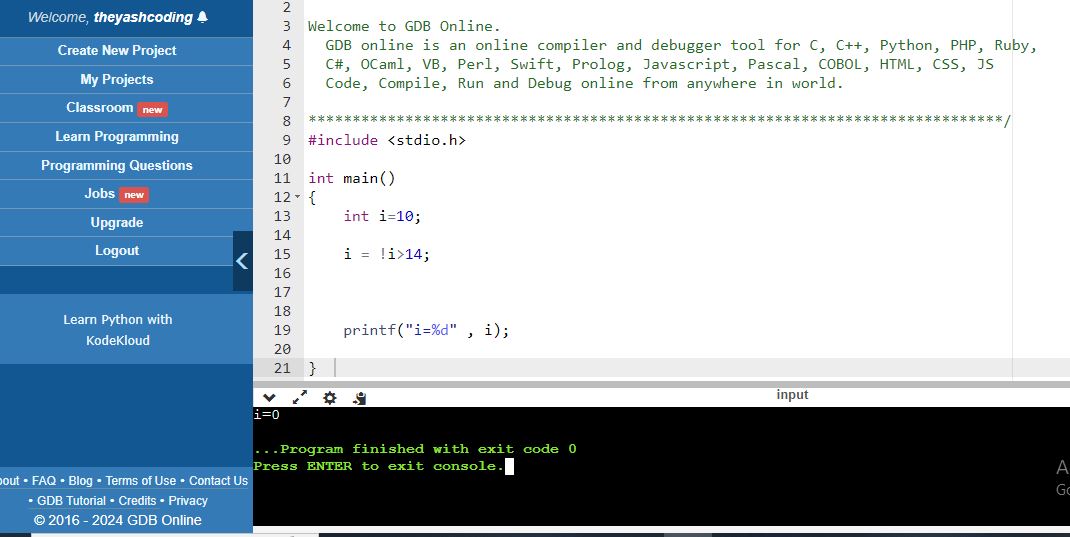 Welcome, theyashcoding
Create New Project
My Projects
Classroom new
Learn Programming
Programming Questions
Jobs new
Upgrade
Logout
Learn Python with
KodeKloud
• FAQ • Blog • Terms of Use • Contact Us
• GDB Tutorial • Credits • Privacy
© 2016 - 2024 GDB Online
2
3 Welcome to GDB Online.
4 GDB online is an online compiler and debugger tool for C, C++, Python, PHP, Ruby,
5 C#, OCaml, VB, Perl, Swift, Prolog, Javascript, Pascal, COBOL, HTML, CSS, JS
6 Code, Compile, Run and Debug online from anywhere in world.
7
8 *******************************************************************************/
9 #include <stdio.h>
10
11 int main()
12 {
13 int i=10;
14
15 i = !i>14;
16
17
18
19 printf("i=%d" , i);
20
21 }
input
i=0
...Program finished with exit code 0
Press ENTER to exit console.